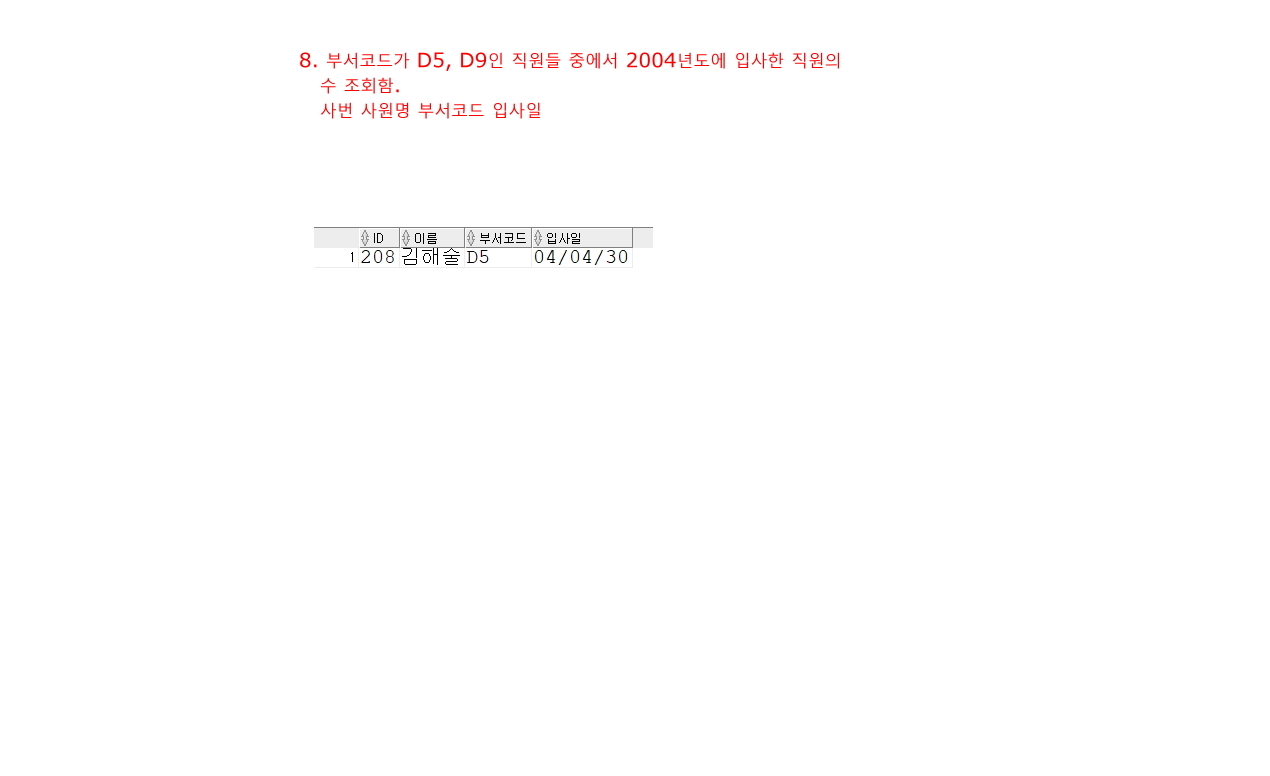 8. 부서코드가 D5, D9인 직원들 중에서 2004년도에 입사한 직원의
수 조회함.
사번 사원명 부서코드 입사일
ID 이름 부서코드 입사일
1 208 김해술 D5 04/04/30